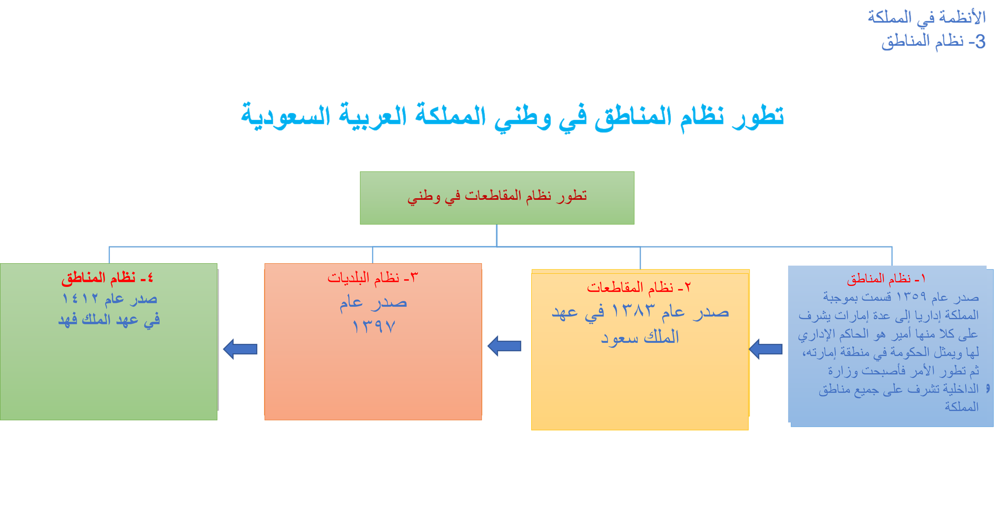 الأنظمة في المملكة
3- نظام المناطق
تطور نظام المناطق في وطني المملكة العربية السعودية
تطور نظام المقاطعات في وطني
١- نظام المناطق
صدر عام ١٣٥٩ قسمت بموجبة
المملكة إداريا إلى عدة إمارات يشرف
على كلا منها أمير هو الحاكم الإداري
لها ويمثل الحكومة في منطقة إمارته،
ثم تطور الأمر فأصبحت وزارة
الداخلية تشرف على جميع مناطق
المملكة
و
٢- نظام المقاطعات
صدر عام ١٣٨٣ في عهد
الملك سعود
٣- نظام البلديات
صدر عام
١٣٩٧
٤- نظام المناطق
صدر عام ١٤١٢
في عهد الملك فهد